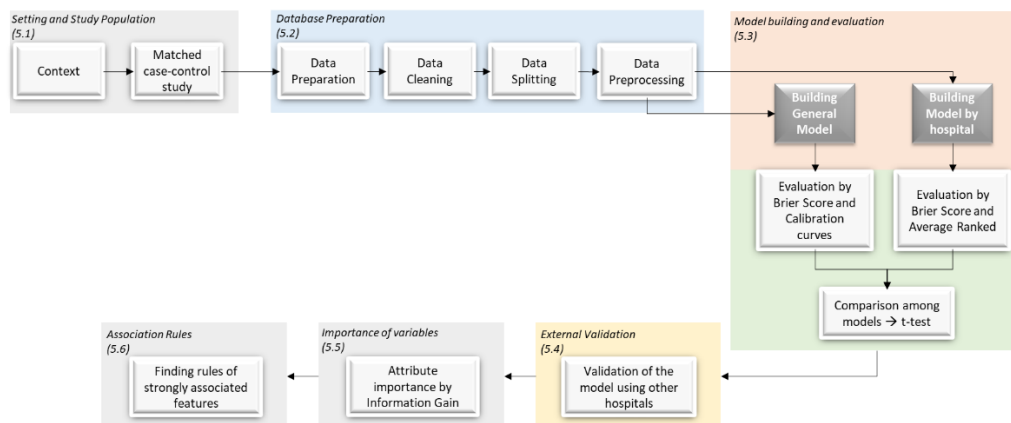 Setting and Study Population
(5.1)
Context
Matched
case-control
study
Database Preparation
(5.2)
Data
Preparation
Data
Cleaning
Data
Splitting
Data
Preprocessing
Model building and evaluation
(5.3)
Building
General
Model
Building
Model by
hospital
Evaluation by
Brier Score and
Calibration
curves
Evaluation by
Brier Score and
Average Ranked
Comparison among
models → t-test
External Validation
(5.4)
Validation of the
model using other
hospitals
Importance of variables
(5.5)
Attribute
importance by
Information Gain
Association Rules
(5.6)
Finding rules of
strongly associated
features